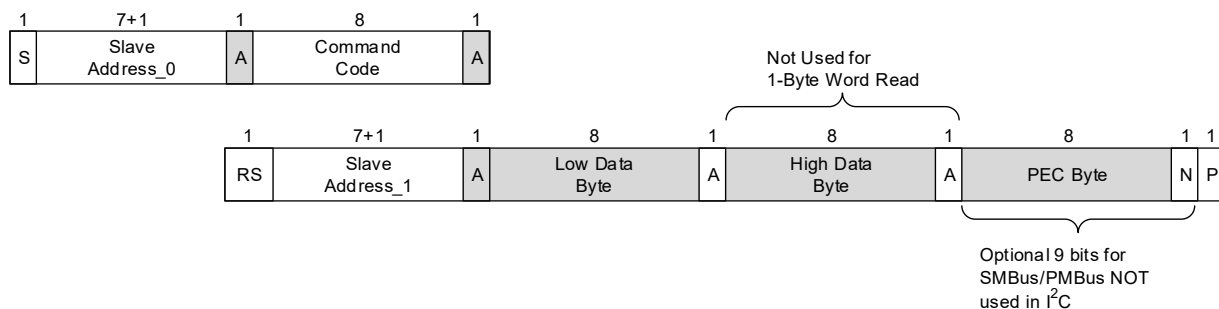 1 7+1 1 8 1
S Slave Address_0 A Command Code A
Not Used for
1-Byte Word Read
1 7+1 1 8 1 8 1 8 1 1
RS Slave Address_1 A Low Data Byte A High Data Byte A PEC Byte N P
Optional 9 bits for
SMBus/PMBus NOT
used in I²C